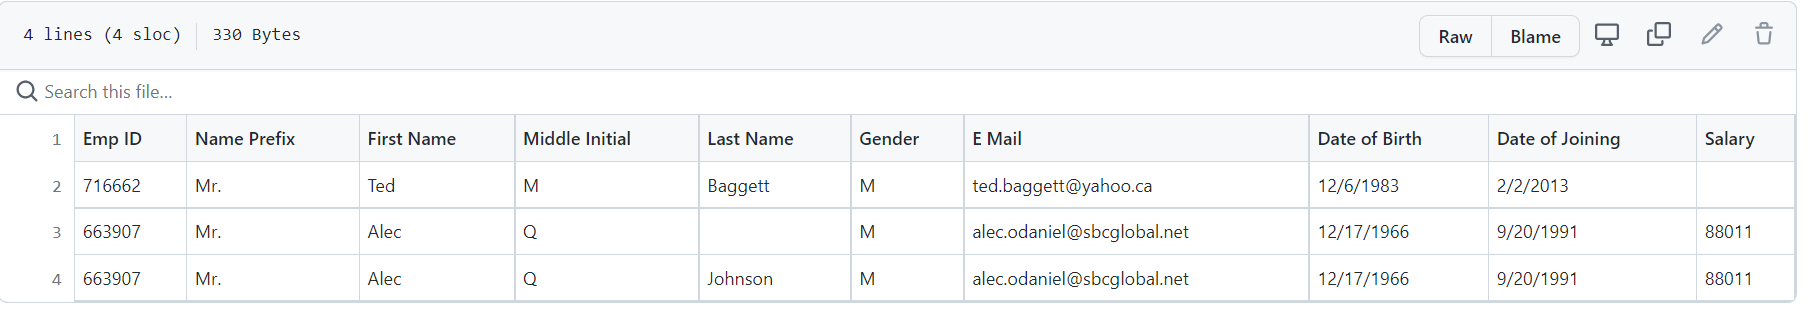 4 lines (4 sloc) 330 Bytes Raw Blame
Search this file...
1 Emp ID Name Prefix First Name Middle Initial Last Name Gender E Mail Date of Birth Date of Joining Salary
2 716662 Mr. Ted M Baggett M ted.baggett@yahoo.ca 12/6/1983 2/2/2013
3 663907 Mr. Alec Q M alec.odaniel@sbcglobal.net 12/17/1966 9/20/1991 88011
4 663907 Mr. Alec Q Johnson M alec.odaniel@sbcglobal.net 12/17/1966 9/20/1991 88011